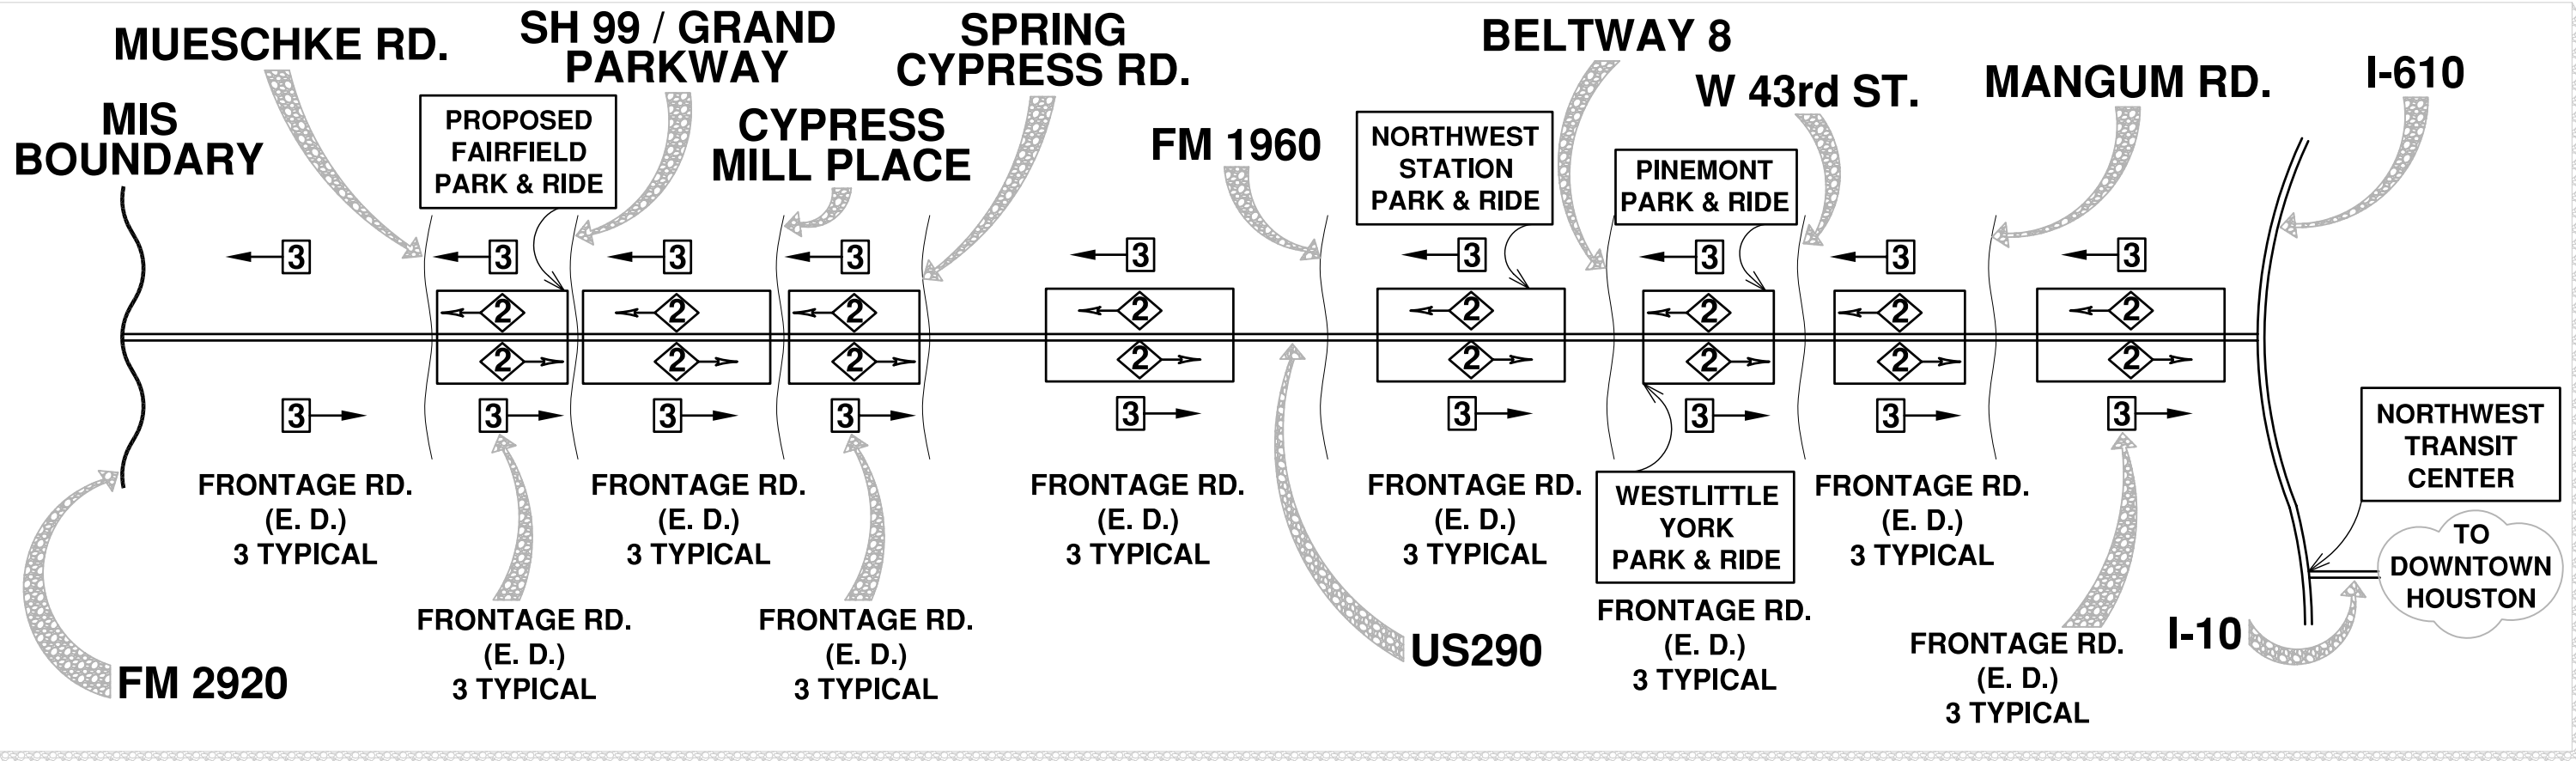 MUESCHKE RD.
SH 99 / GRAND
PARKWAY
SPRING
CYPRESS RD.
BELTWAY 8
W 43rd ST.
MANGUM RD.
I-610
MIS
BOUNDARY
PROPOSED
FAIRFIELD
PARK & RIDE
CYPRESS
MILL PLACE
FM 1960
NORTHWEST
STATION
PARK & RIDE
PINEMONT
PARK & RIDE
3 3 3 3 3 3 3 3 3
2 2 2 2 2 2 2 2
2 2 2 2 2 2 2 2
3 3 3 3 3 3 3 3 3
FRONTAGE RD.
(E. D.)
3 TYPICAL
FRONTAGE RD.
(E. D.)
3 TYPICAL
FRONTAGE RD.
(E. D.)
3 TYPICAL
FRONTAGE RD.
(E. D.)
3 TYPICAL
WESTLITTLE
YORK
PARK & RIDE
FRONTAGE RD.
(E. D.)
3 TYPICAL
NORTHWEST
TRANSIT
CENTER
TO
DOWNTOWN
HOUSTON
FM 2920
FRONTAGE RD.
(E. D.)
3 TYPICAL
FRONTAGE RD.
(E. D.)
3 TYPICAL
US290
FRONTAGE RD.
(E. D.)
3 TYPICAL
FRONTAGE RD.
(E. D.)
3 TYPICAL
I-10